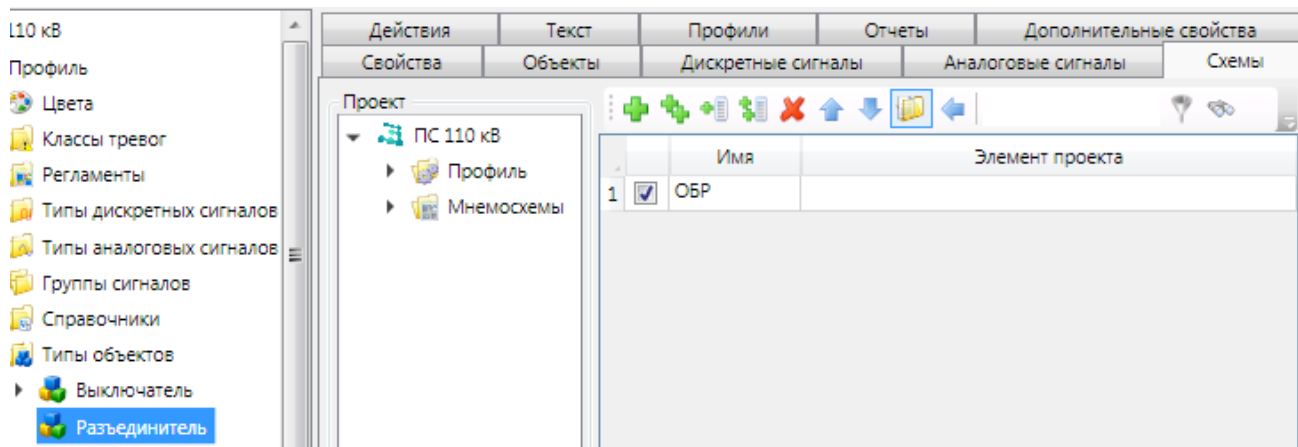 110 кВ
Профиль
Цвета
Классы тревог
Регламенты
Типы дискретных сигналов
Типы аналоговых сигналов
Группы сигналов
Справочники
Типы объектов
Выключатель
Разъединитель
Действия Текст Профили Отчеты Дополнительные свойства
Свойства Объекты Дискретные сигналы Аналоговые сигналы Схемы
Проект
ПС 110 кВ
Профиль
Мнемосхемы
Имя Элемент проекта
1 ОБР